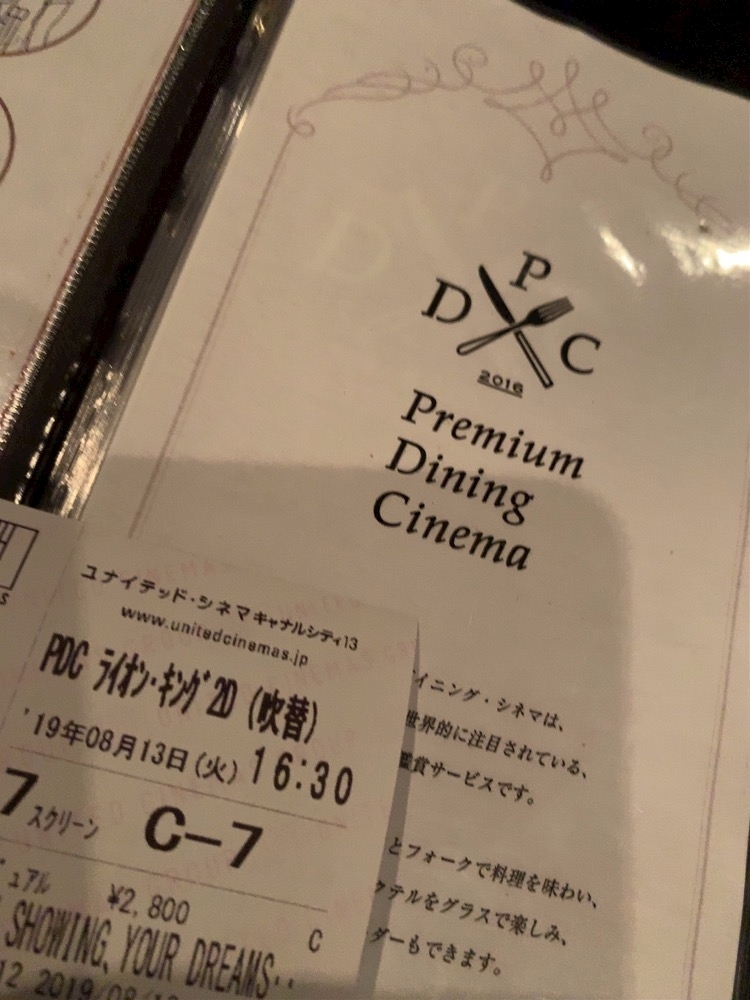 D P C
2016
Premium
Dining
Cinema
イニング・シネマは、
世界的に注目されている、
鑑賞サービスです。
とフォークで料理を味わい、
クテルをグラスで楽しみ、
ダーもできます。
ユナイテッド・シネマ キャナルシティ13
www.unitedcinemas.jp
PDC ライオン・キング 2D (吹替)
'19年08月13日(火) 16:30
7 スクリーン C-7
ュアル
¥2,800
C
SHOWING, YOUR DREAMS··
12 2019/08/